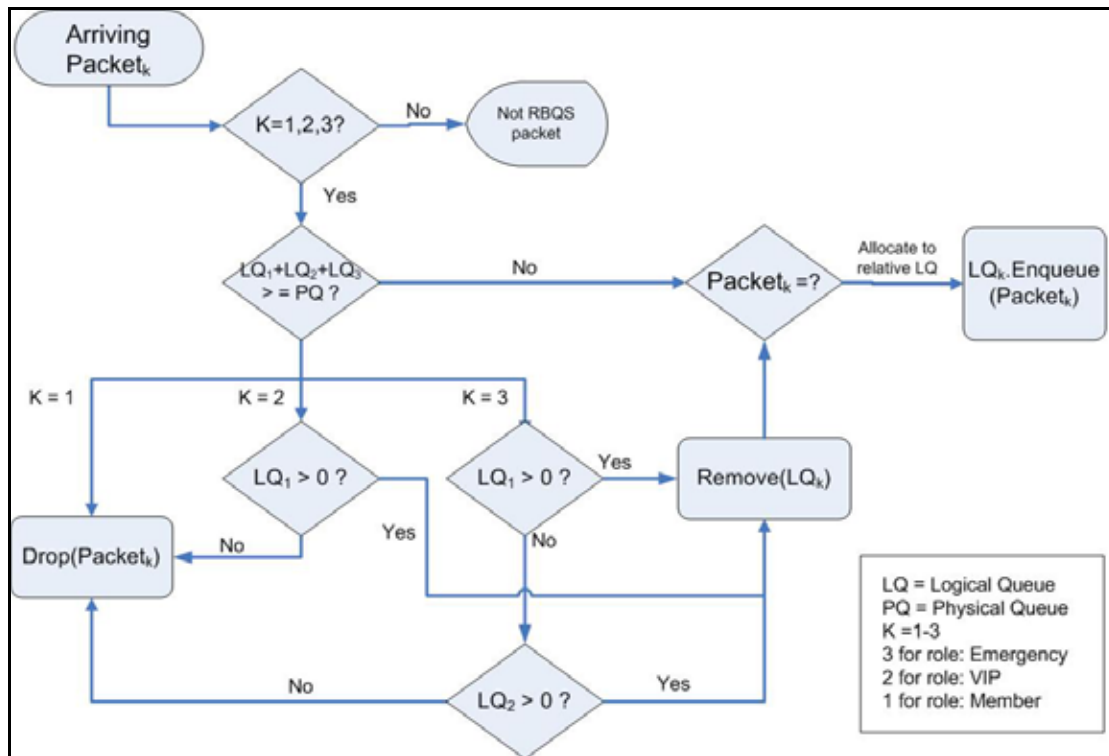 Arriving
Packetₖ
K=1,2,3?
No
Not RBQS
packet
Yes
LQ₁+LQ₂+LQ₃
> = PQ ?
No
Packetₖ =?
Allocate to
relative LQ
LQₖ.Enqueue
(Packetₖ)
K = 1
K = 2
K = 3
LQ₁ > 0 ?
LQ₁ > 0 ?
Yes
Remove(LQₖ)
Drop(Packetₖ)
No
Yes
No
No
LQ₂ > 0 ?
Yes
LQ = Logical Queue
PQ = Physical Queue
K =1-3
3 for role: Emergency
2 for role: VIP
1 for role: Member